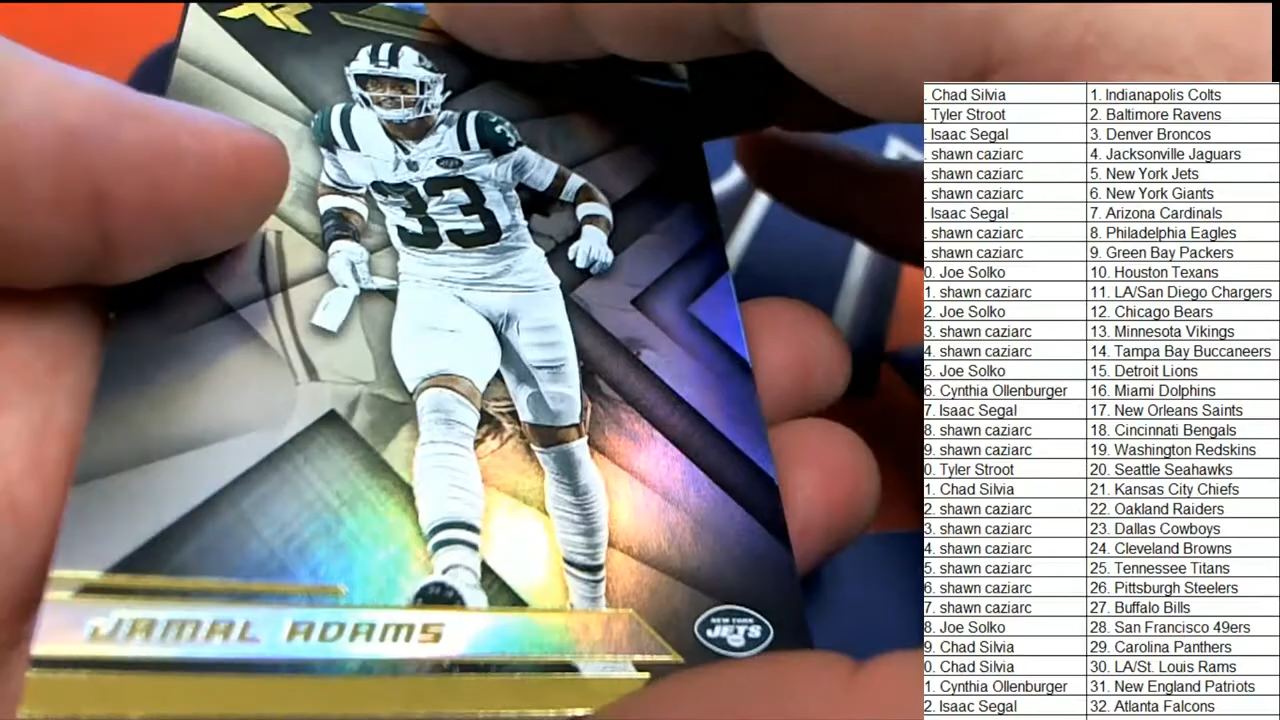 XR
33
33
JAMAL ADAMS
NEW YORK
JETS
. Chad Silvia 1. Indianapolis Colts
. Tyler Stroot 2. Baltimore Ravens
. Isaac Segal 3. Denver Broncos
. shawn caziarc 4. Jacksonville Jaguars
. shawn caziarc 5. New York Jets
. shawn caziarc 6. New York Giants
. Isaac Segal 7. Arizona Cardinals
. shawn caziarc 8. Philadelphia Eagles
. shawn caziarc 9. Green Bay Packers
0. Joe Solko 10. Houston Texans
1. shawn caziarc 11. LA/San Diego Chargers
2. Joe Solko 12. Chicago Bears
3. shawn caziarc 13. Minnesota Vikings
4. shawn caziarc 14. Tampa Bay Buccaneers
5. Joe Solko 15. Detroit Lions
6. Cynthia Ollenburger 16. Miami Dolphins
7. Isaac Segal 17. New Orleans Saints
8. shawn caziarc 18. Cincinnati Bengals
9. shawn caziarc 19. Washington Redskins
0. Tyler Stroot 20. Seattle Seahawks
1. Chad Silvia 21. Kansas City Chiefs
2. shawn caziarc 22. Oakland Raiders
3. shawn caziarc 23. Dallas Cowboys
4. shawn caziarc 24. Cleveland Browns
5. shawn caziarc 25. Tennessee Titans
6. shawn caziarc 26. Pittsburgh Steelers
7. shawn caziarc 27. Buffalo Bills
8. Joe Solko 28. San Francisco 49ers
9. Chad Silvia 29. Carolina Panthers
0. Chad Silvia 30. LA/St. Louis Rams
1. Cynthia Ollenburger 31. New England Patriots
2. Isaac Segal 32. Atlanta Falcons